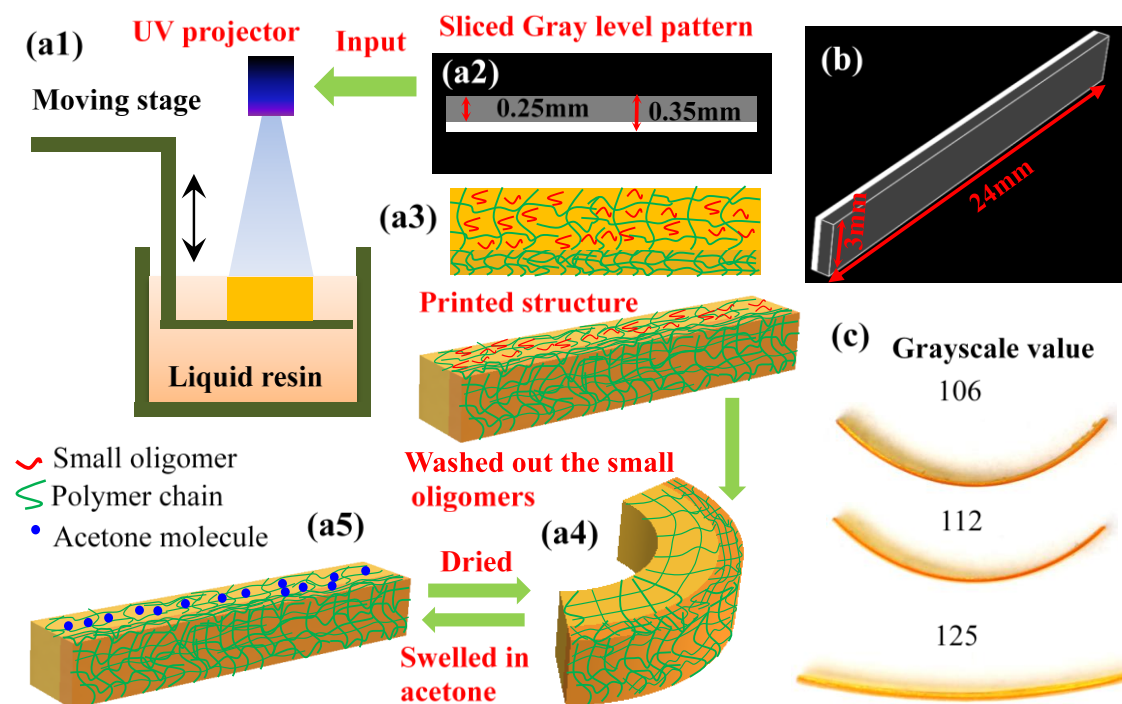 (a1)
UV projector
Input
Sliced Gray level pattern
Moving stage
(a2)
0.25mm
0.35mm
(b)
24mm
3mm
(a3)
Liquid resin
Printed structure
(c)
Grayscale value
106
Small oligomer
Polymer chain
Acetone molecule
Washed out the small
oligomers
(a5)
(a4)
112
Dried
Swelled in
acetone
125